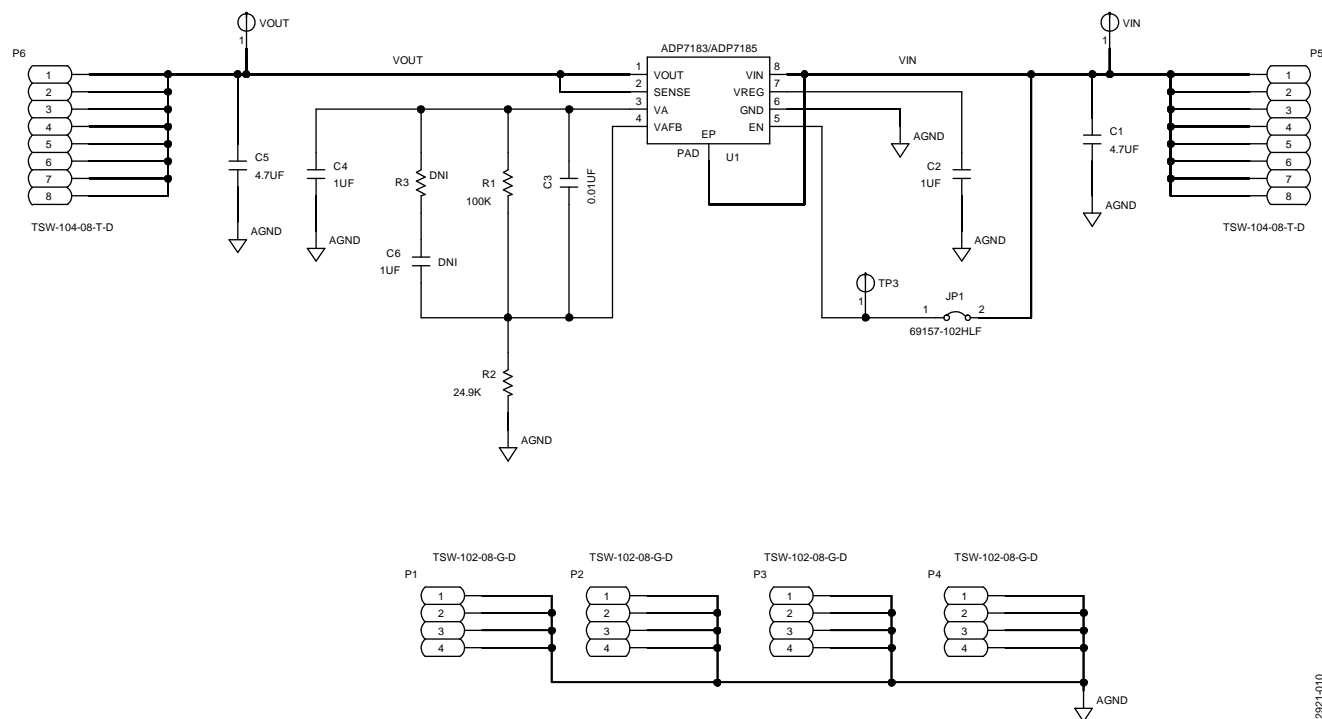 VOUT
1
VIN
1
P6
1
2
3
4
5
6
7
8
TSW-104-08-T-D
VOUT
C5
4.7UF
AGND
C4
1UF
AGND
R3
DNI
C6
1UF
DNI
R1
100K
C3
0.01UF
R2
24.9K
AGND
ADP7183/ADP7185
1
VOUT
2
SENSE
3
VA
4
VAFB
VIN
8
VREG
7
GND
6
EN
5
EP
PAD
U1
VIN
AGND
C2
1UF
AGND
TP3
1
JP1
1
2
69157-102HLF
C1
4.7UF
AGND
P5
1
2
3
4
5
6
7
8
TSW-104-08-T-D
TSW-102-08-G-D
P1
1
2
3
4
TSW-102-08-G-D
P2
1
2
3
4
TSW-102-08-G-D
P3
1
2
3
4
TSW-102-08-G-D
P4
1
2
3
4
AGND